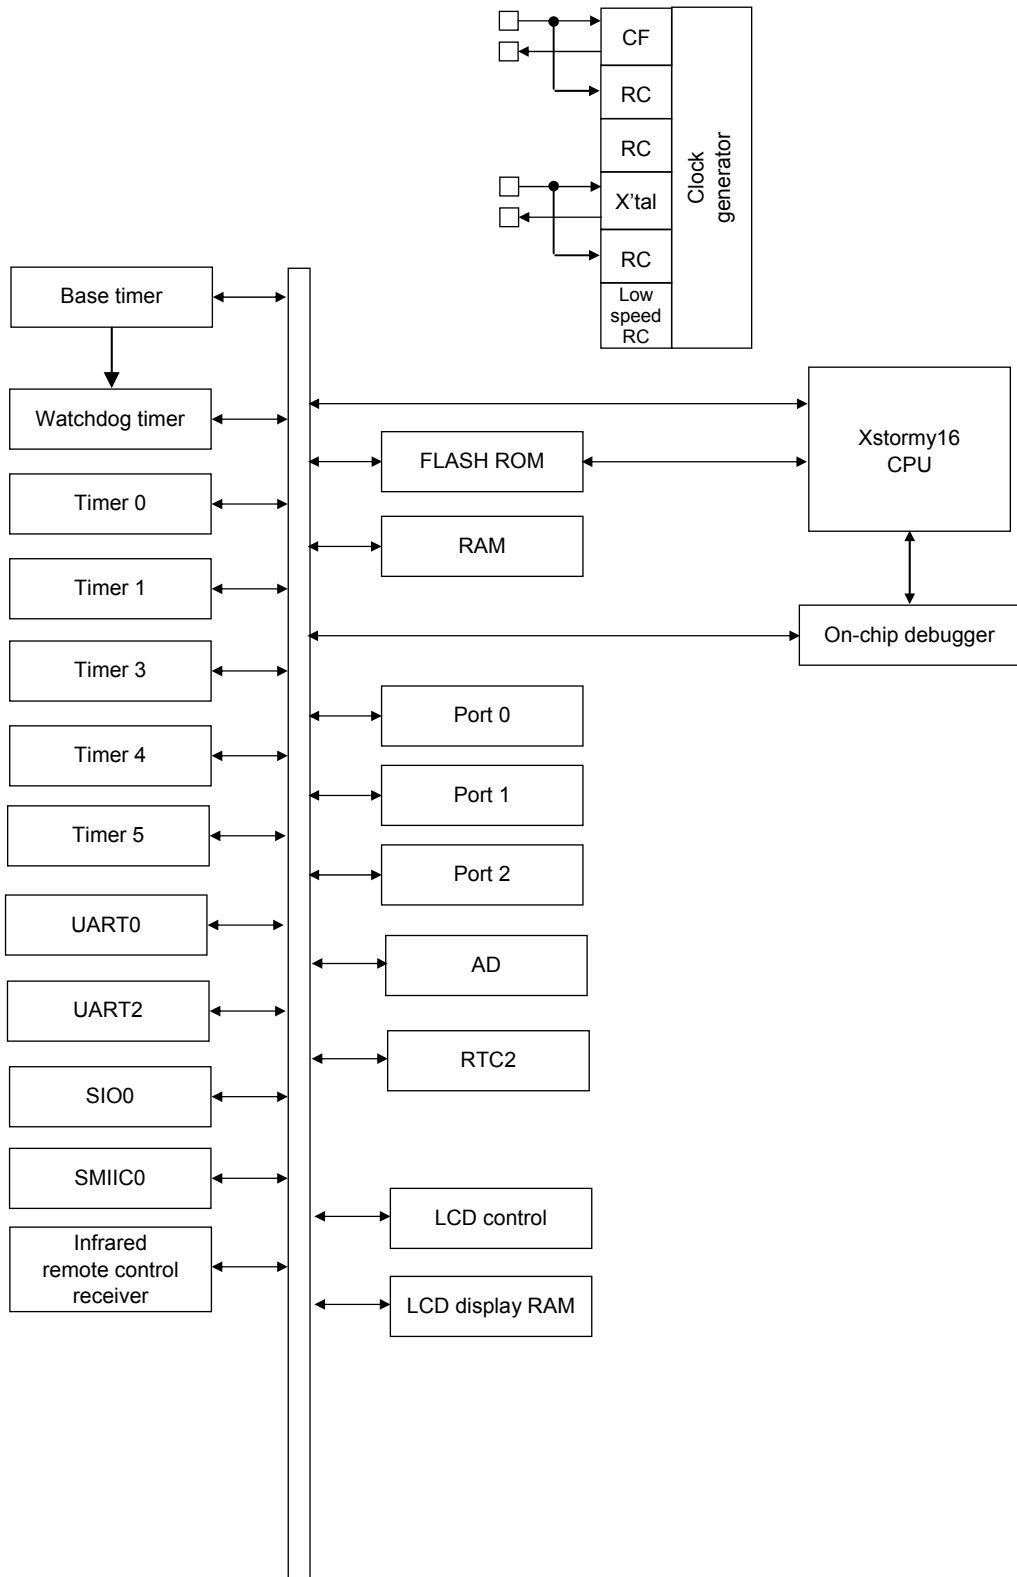 CF
RC
RC
X'tal
RC
Low
speed
RC
Clock
generator
Base timer
Watchdog timer
Timer 0
Timer 1
Timer 3
Timer 4
Timer 5
UART0
UART2
SIO0
SMIIC0
Infrared
remote control
receiver
FLASH ROM
RAM
Port 0
Port 1
Port 2
AD
RTC2
LCD control
LCD display RAM
Xstormy16
CPU
On-chip debugger